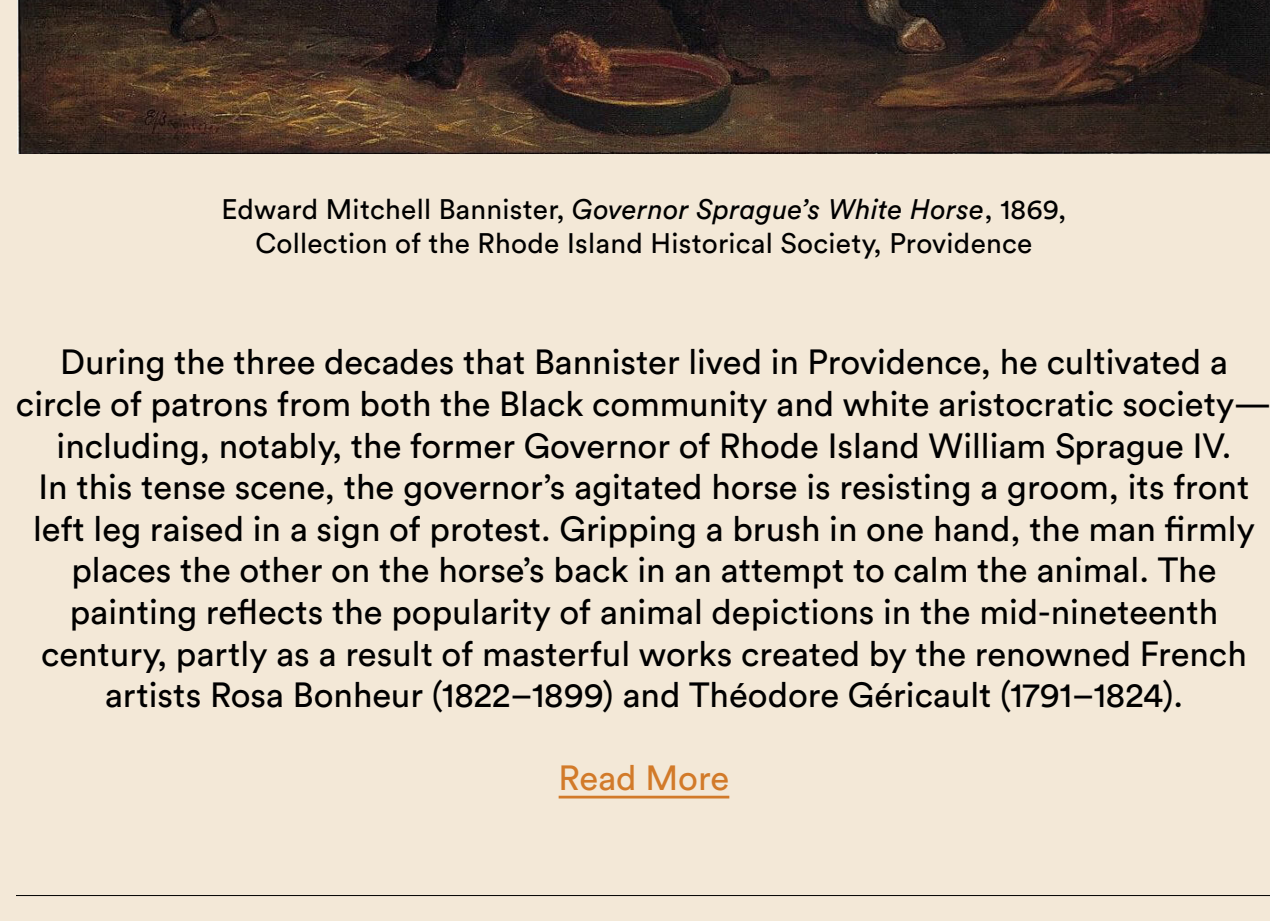 Edward Mitchell Bannister, Governor Sprague’s White Horse, 1869,
Collection of the Rhode Island Historical Society, Providence
During the three decades that Bannister lived in Providence, he cultivated a
circle of patrons from both the Black community and white aristocratic society—
including, notably, the former Governor of Rhode Island William Sprague IV.
In this tense scene, the governor’s agitated horse is resisting a groom, its front
left leg raised in a sign of protest. Gripping a brush in one hand, the man firmly
places the other on the horse’s back in an attempt to calm the animal. The
painting reflects the popularity of animal depictions in the mid-nineteenth
century, partly as a result of masterful works created by the renowned French
artists Rosa Bonheur (1822–1899) and Théodore Géricault (1791–1824).
Read More